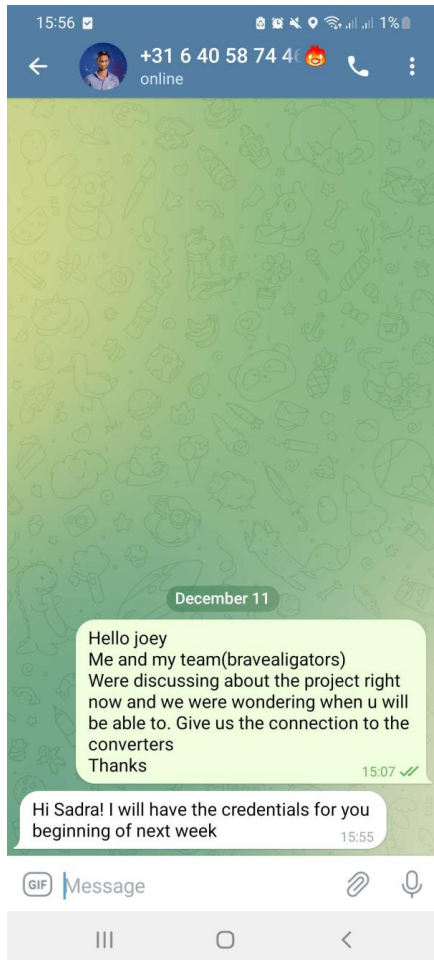 15:56 1%
+31 6 40 58 74 46
online
December 11
Hello joey
Me and my team(bravealigators)
Were discussing about the project right
now and we were wondering when u will
be able to. Give us the connection to the
converters
Thanks
15:07
Hi Sadra! I will have the credentials for you
beginning of next week
15:55
GIF Message